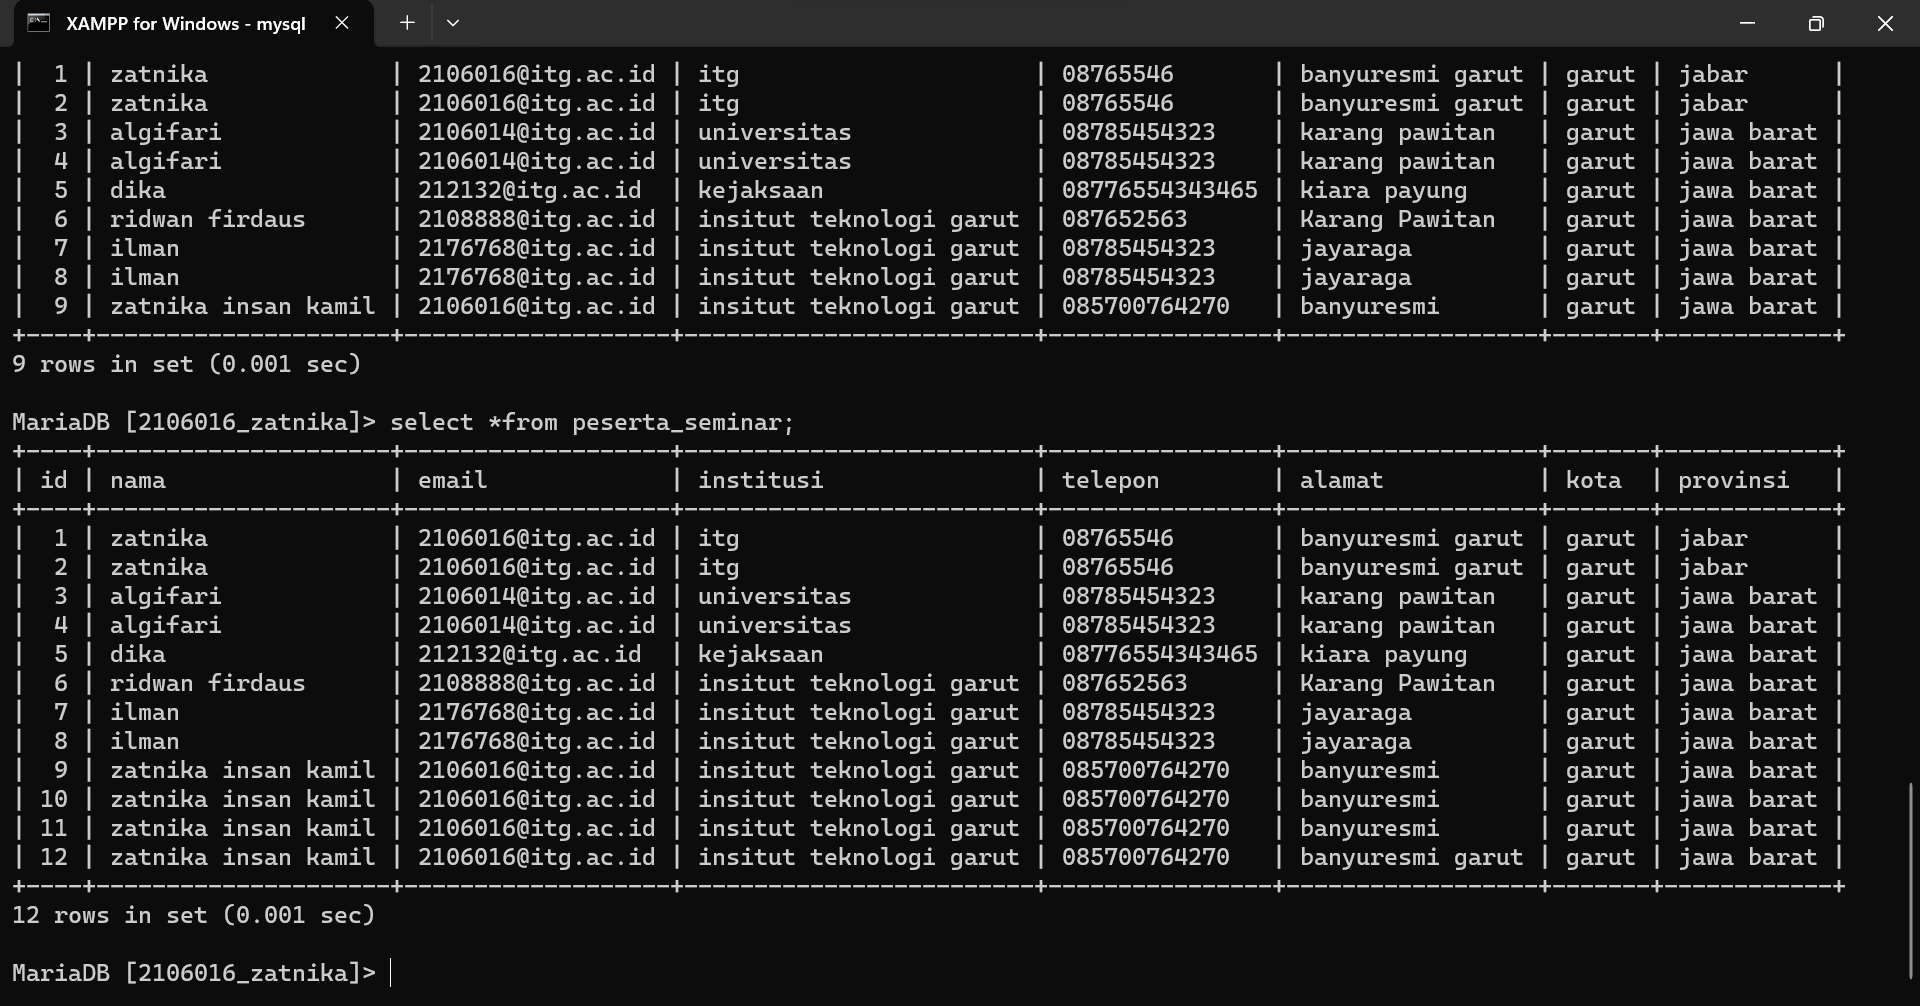 XAMPP for Windows - mysql
|  1 | zatnika             | 2106016@itg.ac.id | itg                     | 08765546       | banyuresmi garut | garut | jabar      |
|  2 | zatnika             | 2106016@itg.ac.id | itg                     | 08765546       | banyuresmi garut | garut | jabar      |
|  3 | algifari            | 2106014@itg.ac.id | universitas             | 08785454323    | karang pawitan   | garut | jawa barat |
|  4 | algifari            | 2106014@itg.ac.id | universitas             | 08785454323    | karang pawitan   | garut | jawa barat |
|  5 | dika                | 212132@itg.ac.id  | kejaksaan               | 08776554343465 | kiara payung     | garut | jawa barat |
|  6 | ridwan firdaus      | 2108888@itg.ac.id | insitut teknologi garut | 087652563      | Karang Pawitan   | garut | jawa barat |
|  7 | ilman               | 2176768@itg.ac.id | insitut teknologi garut | 08785454323    | jayaraga         | garut | jawa barat |
|  8 | ilman               | 2176768@itg.ac.id | insitut teknologi garut | 08785454323    | jayaraga         | garut | jawa barat |
|  9 | zatnika insan kamil | 2106016@itg.ac.id | insitut teknologi garut | 085700764270   | banyuresmi       | garut | jawa barat |
+----+---------------------+-------------------+-------------------------+----------------+------------------+-------+------------+
9 rows in set (0.001 sec)
MariaDB [2106016_zatnika]> select *from peserta_seminar;
+----+---------------------+-------------------+-------------------------+----------------+------------------+-------+------------+
| id | nama                | email             | institusi               | telepon        | alamat           | kota  | provinsi   |
+----+---------------------+-------------------+-------------------------+----------------+------------------+-------+------------+
|  1 | zatnika             | 2106016@itg.ac.id | itg                     | 08765546       | banyuresmi garut | garut | jabar      |
|  2 | zatnika             | 2106016@itg.ac.id | itg                     | 08765546       | banyuresmi garut | garut | jabar      |
|  3 | algifari            | 2106014@itg.ac.id | universitas             | 08785454323    | karang pawitan   | garut | jawa barat |
|  4 | algifari            | 2106014@itg.ac.id | universitas             | 08785454323    | karang pawitan   | garut | jawa barat |
|  5 | dika                | 212132@itg.ac.id  | kejaksaan               | 08776554343465 | kiara payung     | garut | jawa barat |
|  6 | ridwan firdaus      | 2108888@itg.ac.id | insitut teknologi garut | 087652563      | Karang Pawitan   | garut | jawa barat |
|  7 | ilman               | 2176768@itg.ac.id | insitut teknologi garut | 08785454323    | jayaraga         | garut | jawa barat |
|  8 | ilman               | 2176768@itg.ac.id | insitut teknologi garut | 08785454323    | jayaraga         | garut | jawa barat |
|  9 | zatnika insan kamil | 2106016@itg.ac.id | insitut teknologi garut | 085700764270   | banyuresmi       | garut | jawa barat |
| 10 | zatnika insan kamil | 2106016@itg.ac.id | insitut teknologi garut | 085700764270   | banyuresmi       | garut | jawa barat |
| 11 | zatnika insan kamil | 2106016@itg.ac.id | insitut teknologi garut | 085700764270   | banyuresmi       | garut | jawa barat |
| 12 | zatnika insan kamil | 2106016@itg.ac.id | insitut teknologi garut | 085700764270   | banyuresmi garut | garut | jawa barat |
+----+---------------------+-------------------+-------------------------+----------------+------------------+-------+------------+
12 rows in set (0.001 sec)
MariaDB [2106016_zatnika]>